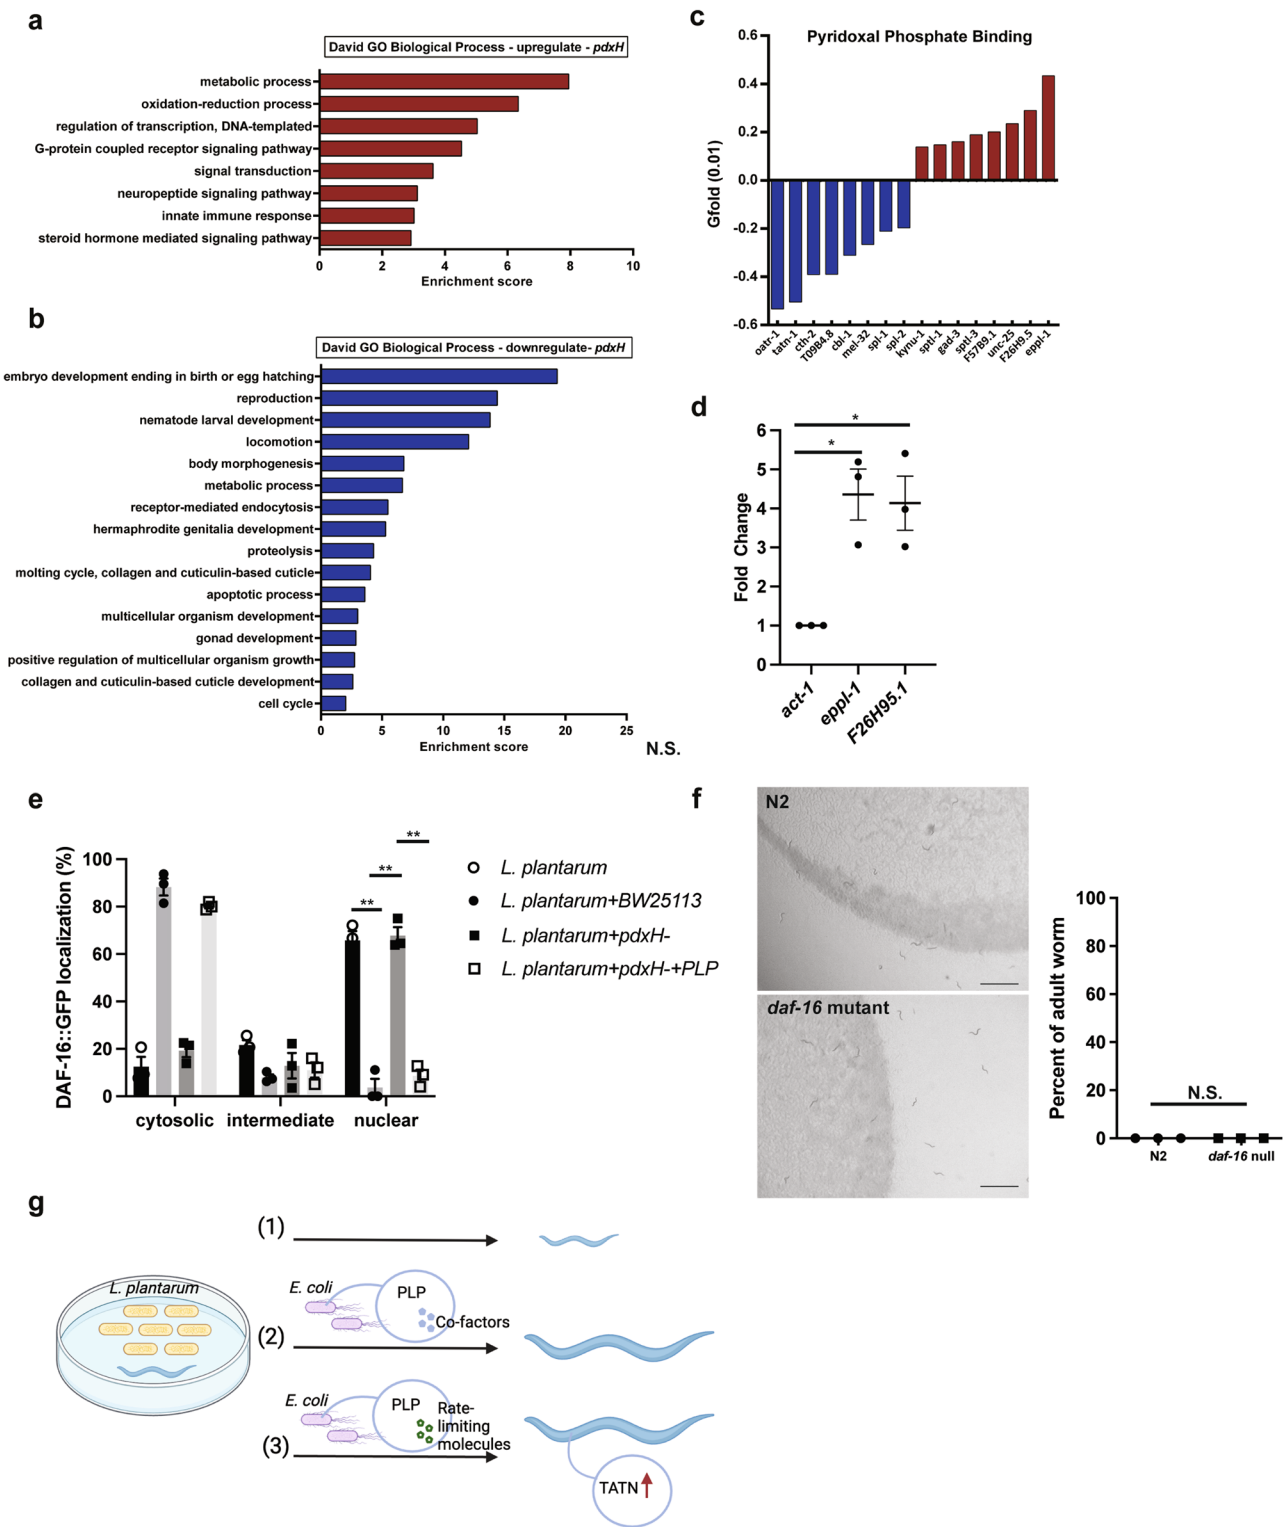 a
David GO Biological Process - upregulate - pdxH
metabolic process
oxidation-reduction process
regulation of transcription, DNA-templated
G-protein coupled receptor signaling pathway
signal transduction
neuropeptide signaling pathway
innate immune response
steroid hormone mediated signaling pathway
0 2 4 6 8 10
Enrichment score
b
David GO Biological Process - downregulate- pdxH
embryo development ending in birth or egg hatching
reproduction
nematode larval development
locomotion
body morphogenesis
metabolic process
receptor-mediated endocytosis
hermaphrodite genitalia development
proteolysis
molting cycle, collagen and cuticulin-based cuticle
apoptotic process
multicellular organism development
gonad development
positive regulation of multicellular organism growth
collagen and cuticulin-based cuticle development
cell cycle
0 5 10 15 20 25
Enrichment score
N.S.
c
Pyridoxal Phosphate Binding
Gfold (0.01)
0.6
0.4
0.2
0.0
-0.2
-0.4
-0.6
oatr-1 tatn-1 cth-2 T09B4.8 cbl-1 mel-32 spl-1 spl-2 kynu-1 sptl-1 gad-3 sptl-3 F57B9.1 unc-25 F26H9.5 eppl-1
d
Fold Change
6
5
4
3
2
1
0
*
*
act-1 eppl-1 F26H95.1
e
DAF-16::GFP localization (%)
100
80
60
40
20
0
**
**
**
cytosolic intermediate nuclear
L. plantarum
L. plantarum+BW25113
L. plantarum+pdxH-
L. plantarum+pdxH-+PLP
f
N2
daf-16 mutant
Percent of adult worm
100
80
60
40
20
0
N.S.
N2 daf-16 null
g
L. plantarum
(1)
(2)
E. coli
PLP
Co-factors
(3)
E. coli
PLP
Rate-
limiting
molecules
TATN